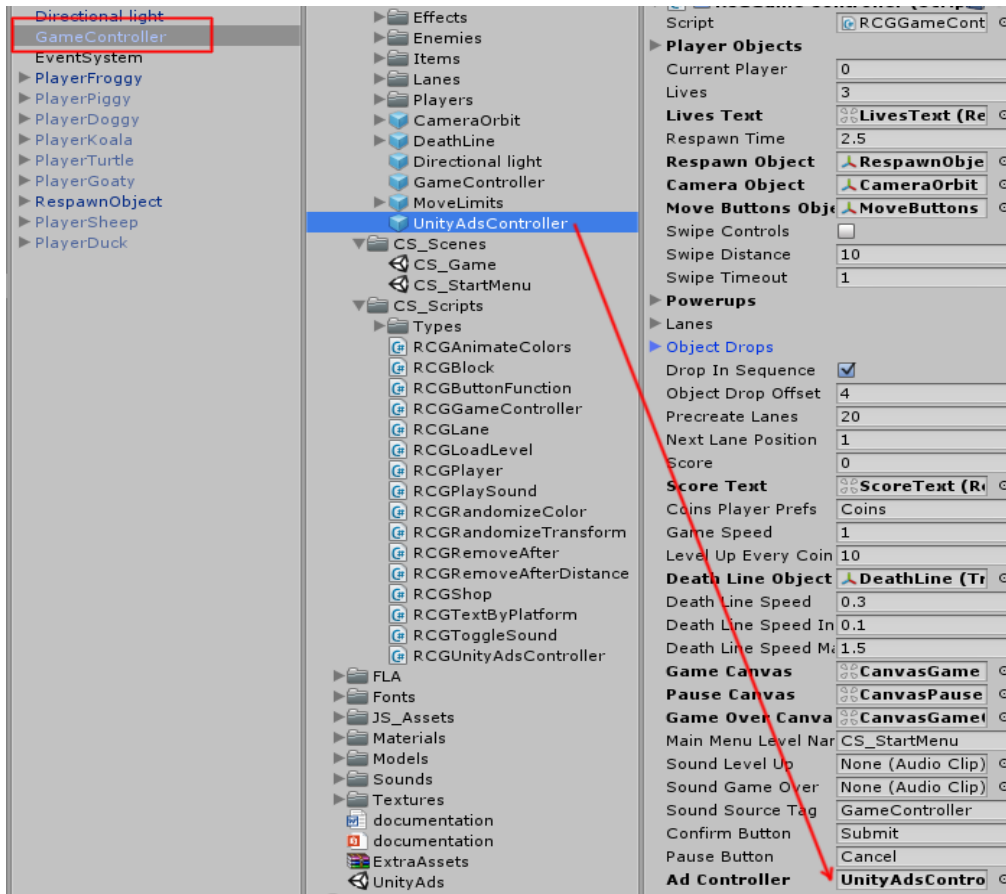 Directional light
GameController
EventSystem
PlayerFroggy
PlayerPiggy
PlayerDoggy
PlayerKoala
PlayerTurtle
PlayerGoaty
RespawnObject
PlayerSheep
PlayerDuck
Effects
Enemies
Items
Lanes
Players
CameraOrbit
DeathLine
Directional light
GameController
MoveLimits
UnityAdsController
CS_Scenes
CS_Game
CS_StartMenu
CS_Scripts
Types
RCGAnimateColors
RCGBlock
RCGButtonFunction
RCGGameController
RCGLane
RCGLoadLevel
RCGPlayer
RCGPlaySound
RCGRandomizeColor
RCGRandomizeTransform
RCGRemoveAfter
RCGRemoveAfterDistance
RCGShop
RCGTextByPlatform
RCGToggleSound
RCGUnityAdsController
FLA
Fonts
JS_Assets
Materials
Models
Sounds
Textures
documentation
documentation
ExtraAssets
UnityAds
Script RCGGameCont
Player Objects
Current Player 0
Lives 3
Lives Text LivesText (Re
Respawn Time 2.5
Respawn Object RespawnObje
Camera Object CameraOrbit
Move Buttons Obje MoveButtons
Swipe Controls
Swipe Distance 10
Swipe Timeout 1
Powerups
Lanes
Object Drops
Drop In Sequence
Object Drop Offset 4
Precreate Lanes 20
Next Lane Position 1
Score 0
Score Text ScoreText (Re
Coins Player Prefs Coins
Game Speed 1
Level Up Every Coin 10
Death Line Object DeathLine (Tr
Death Line Speed 0.3
Death Line Speed In 0.1
Death Line Speed Ma 1.5
Game Canvas CanvasGame
Pause Canvas CanvasPause
Game Over Canva CanvasGame
Main Menu Level Nar CS_StartMenu
Sound Level Up None (Audio Clip)
Sound Game Over None (Audio Clip)
Sound Source Tag GameController
Confirm Button Submit
Pause Button Cancel
Ad Controller UnityAdsContro